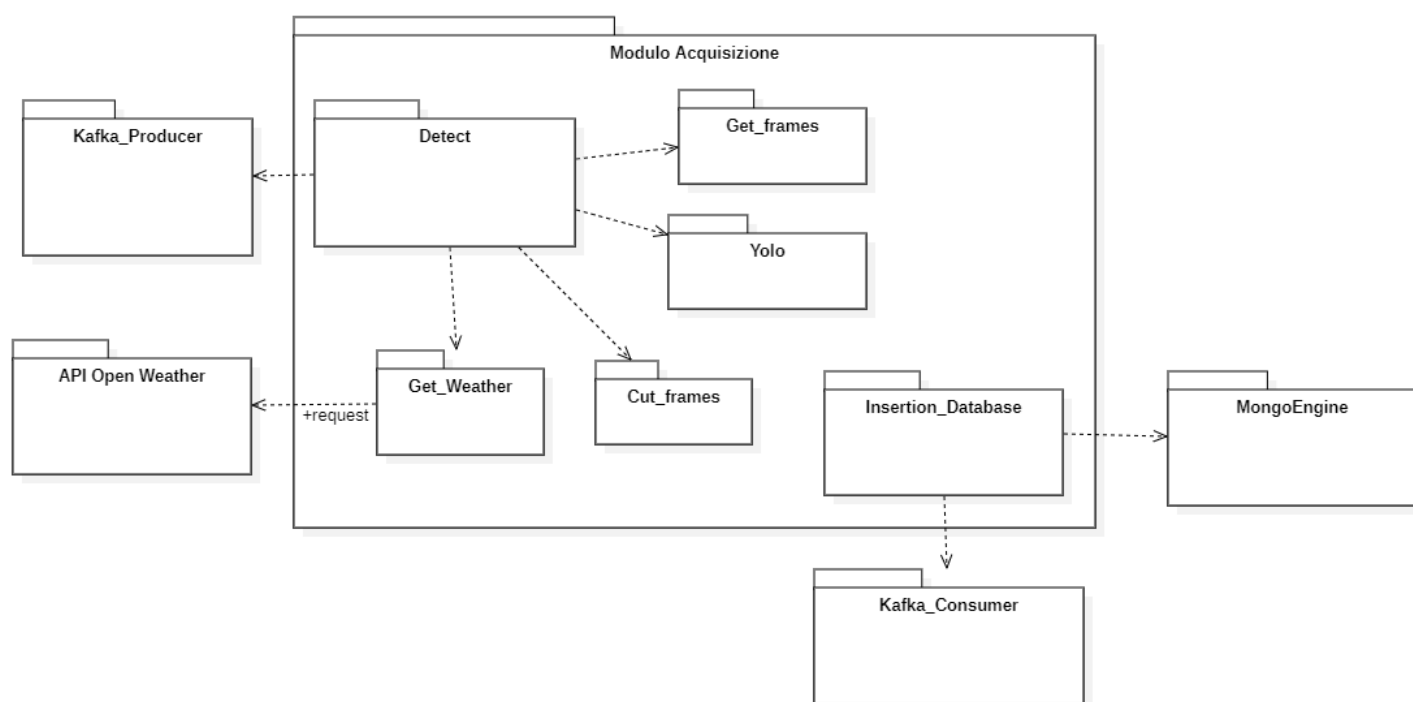 Modulo Acquisizione
Kafka_Producer
Detect
Get_frames
Yolo
API Open Weather
+request
Get_Weather
Cut_frames
Insertion_Database
MongoEngine
Kafka_Consumer